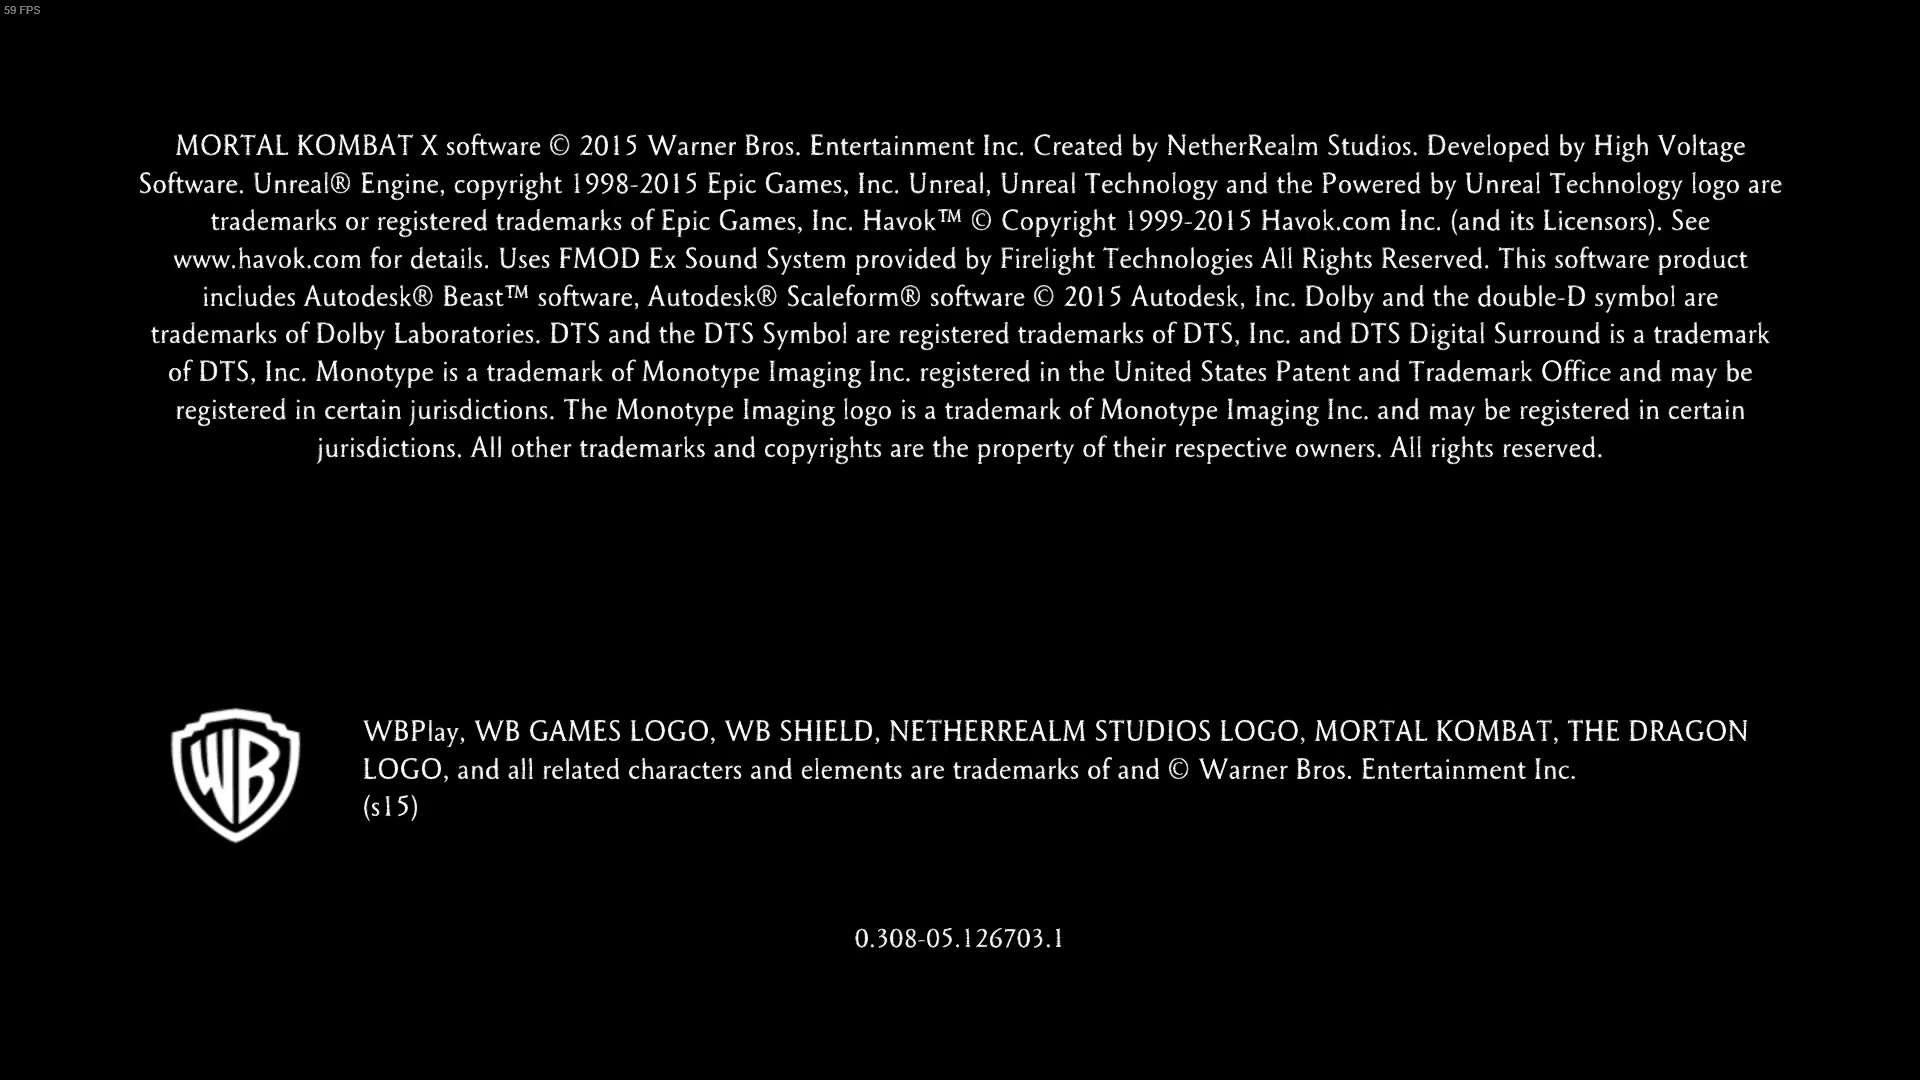 59 FPS
MORTAL KOMBAT X software © 2015 Warner Bros. Entertainment Inc. Created by NetherRealm Studios. Developed by High Voltage
Software. Unreal® Engine, copyright 1998-2015 Epic Games, Inc. Unreal, Unreal Technology and the Powered by Unreal Technology logo are
trademarks or registered trademarks of Epic Games, Inc. Havok™ © Copyright 1999-2015 Havok.com Inc. (and its Licensors). See
www.havok.com for details. Uses FMOD Ex Sound System provided by Firelight Technologies All Rights Reserved. This software product
includes Autodesk® Beast™ software, Autodesk® Scaleform® software © 2015 Autodesk, Inc. Dolby and the double-D symbol are
trademarks of Dolby Laboratories. DTS and the DTS Symbol are registered trademarks of DTS, Inc. and DTS Digital Surround is a trademark
of DTS, Inc. Monotype is a trademark of Monotype Imaging Inc. registered in the United States Patent and Trademark Office and may be
registered in certain jurisdictions. The Monotype Imaging logo is a trademark of Monotype Imaging Inc. and may be registered in certain
jurisdictions. All other trademarks and copyrights are the property of their respective owners. All rights reserved.
WB
WBPlay, WB GAMES LOGO, WB SHIELD, NETHERREALM STUDIOS LOGO, MORTAL KOMBAT, THE DRAGON
LOGO, and all related characters and elements are trademarks of and © Warner Bros. Entertainment Inc.
(s15)
0.308-05.126703.1